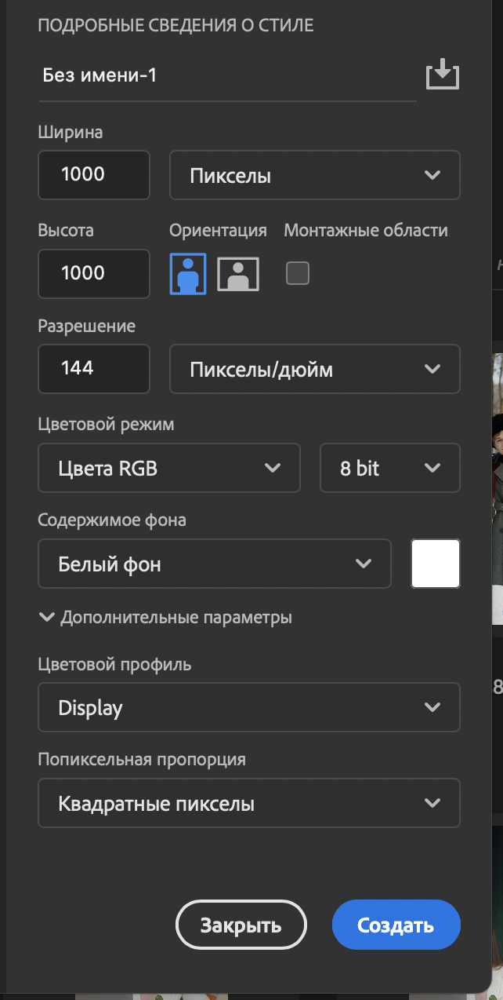 ПОДРОБНЫЕ СВЕДЕНИЯ О СТИЛЕ
Без имени-1
Ширина
1000 Пикселы
Высота Ориентация Монтажные области
1000
Разрешение
144 Пикселы/дюйм
Цветовой режим
Цвета RGB 8 bit
Содержимое фона
Белый фон
Дополнительные параметры
Цветовой профиль
Display
Попиксельная пропорция
Квадратные пикселы
Закрыть Создать